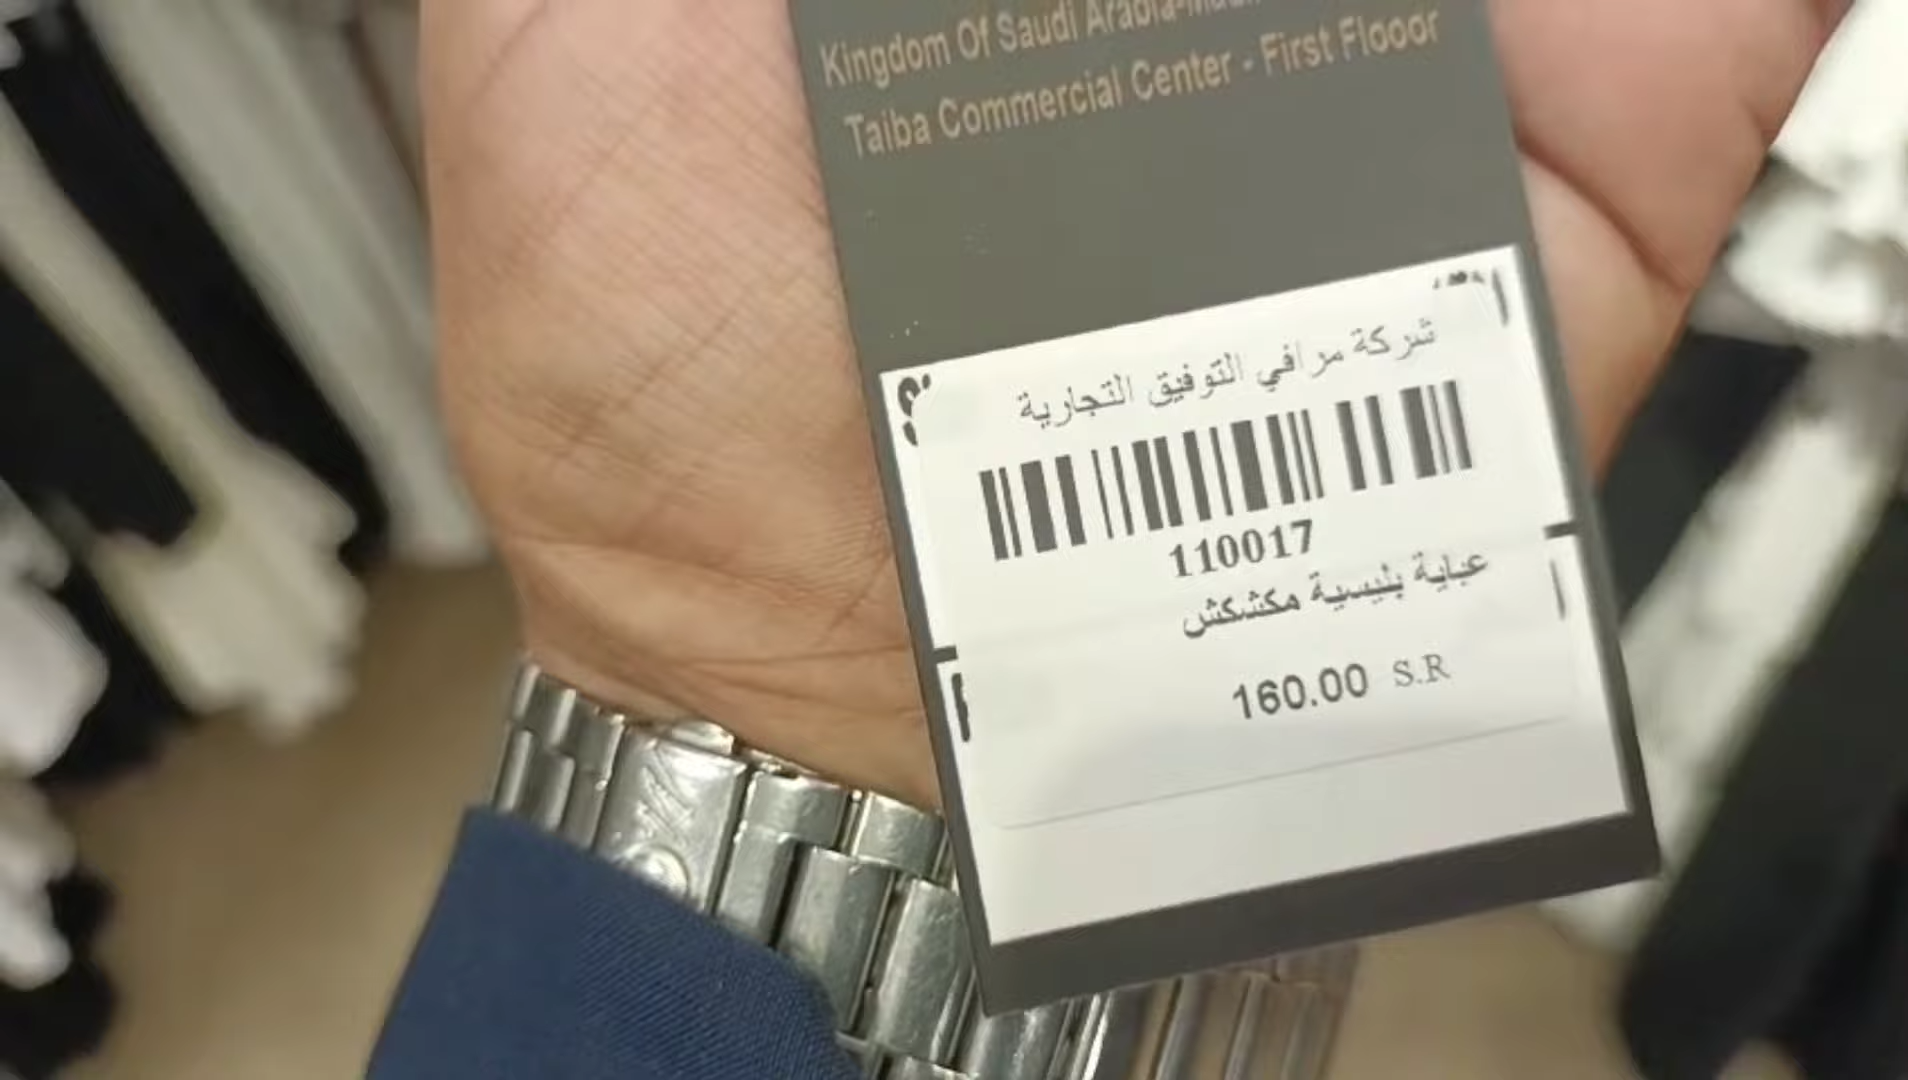 Kingdom Of Saudi Arabia-
Taiba Commercial Center - First Flooor
شركة مرافي التوفيق التجارية
110017
عباية بليسية مكشكش
160.00 S.R